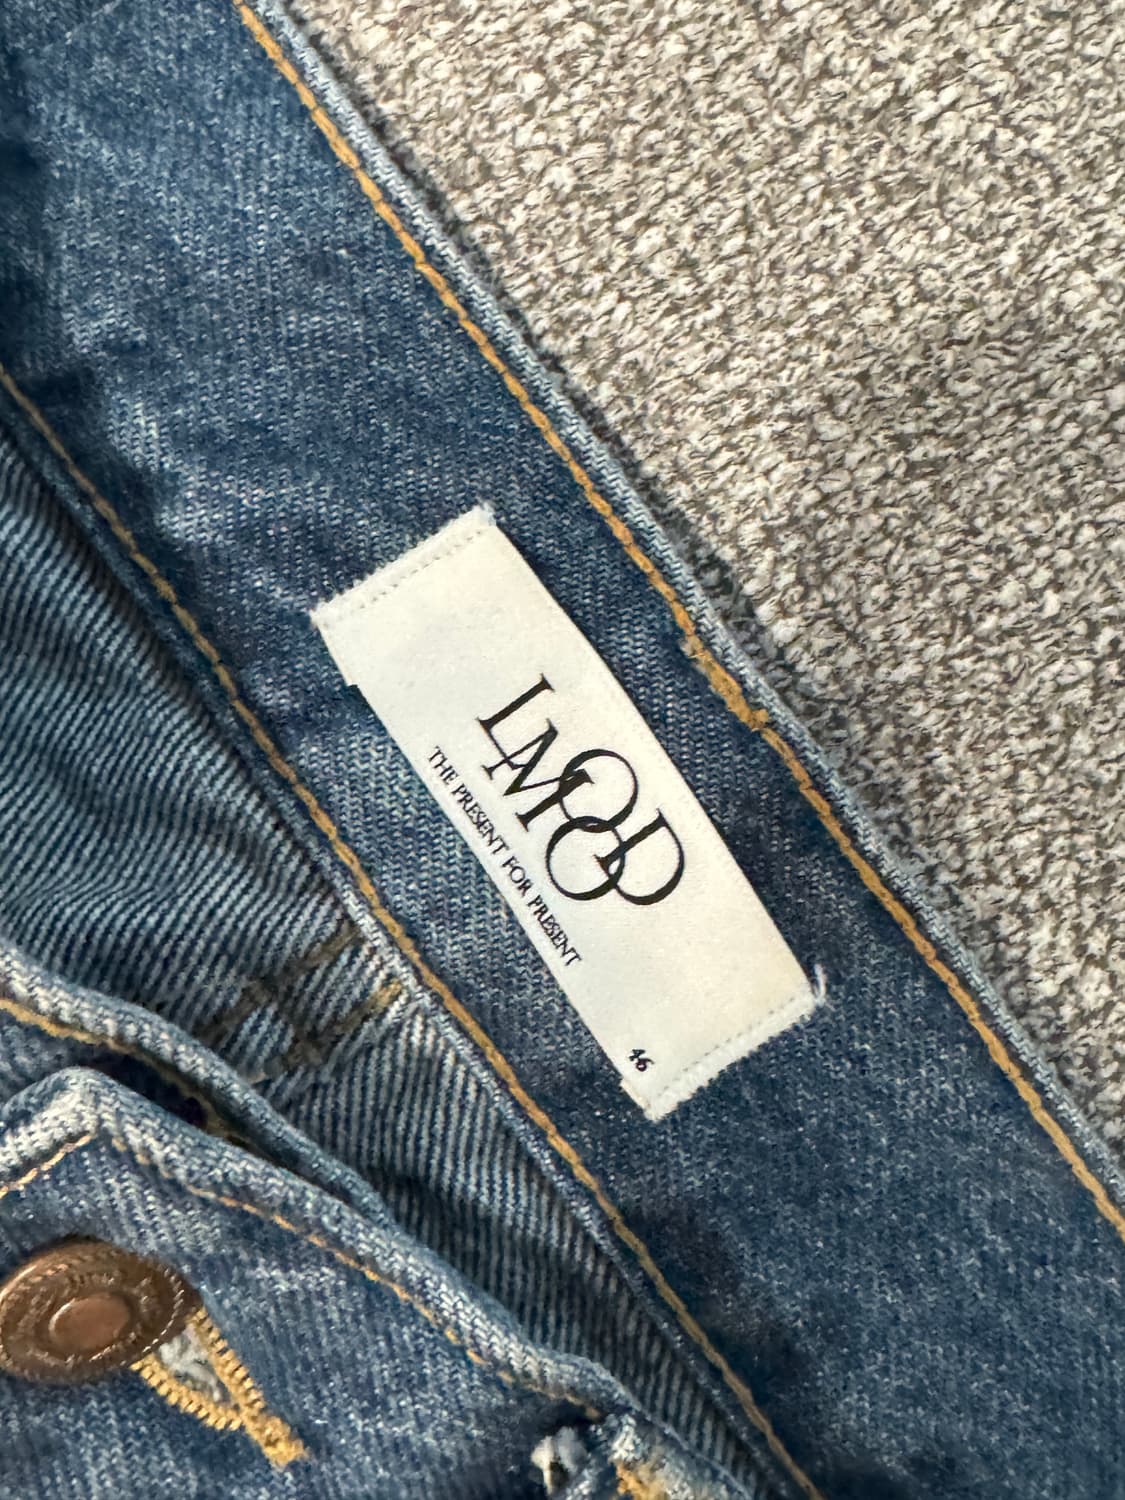 LMOOD
THE PRESENT FOR PRESENT
46